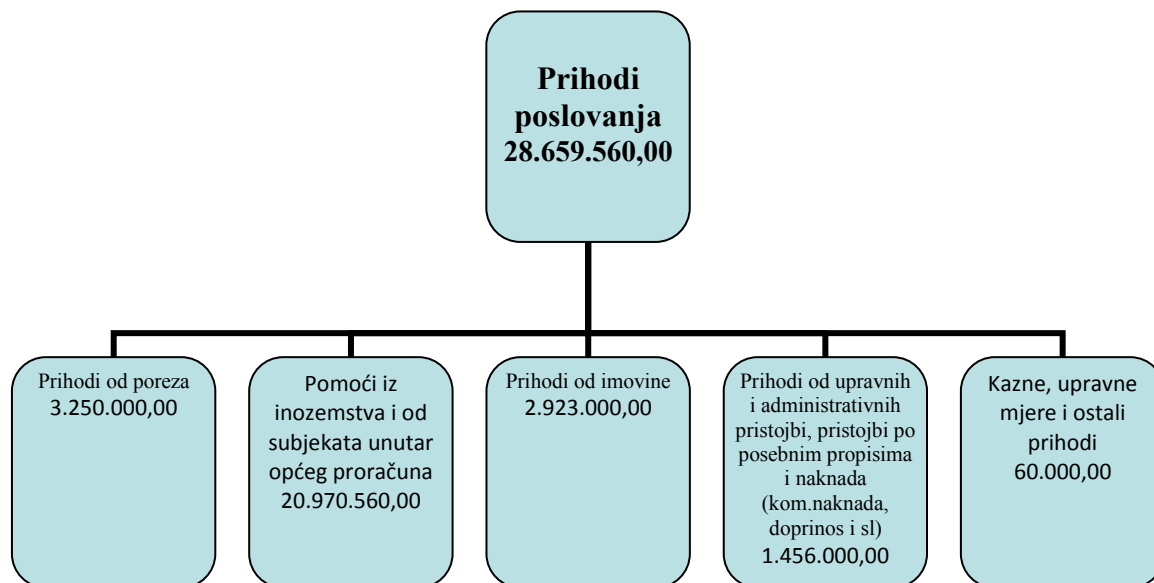 Prihodi
poslovanja
28.659.560,00
Prihodi od poreza
3.250.000,00
Pomoći iz
inozemstva i od
subjekata unutar
općeg proračuna
20.970.560,00
Prihodi od imovine
2.923.000,00
Prihodi od upravnih
i administrativnih
pristojbi, pristojbi po
posebnim propisima
i naknada
(kom.naknada,
doprinos i sl)
1.456.000,00
Kazne, upravne
mjere i ostali
prihodi
60.000,00